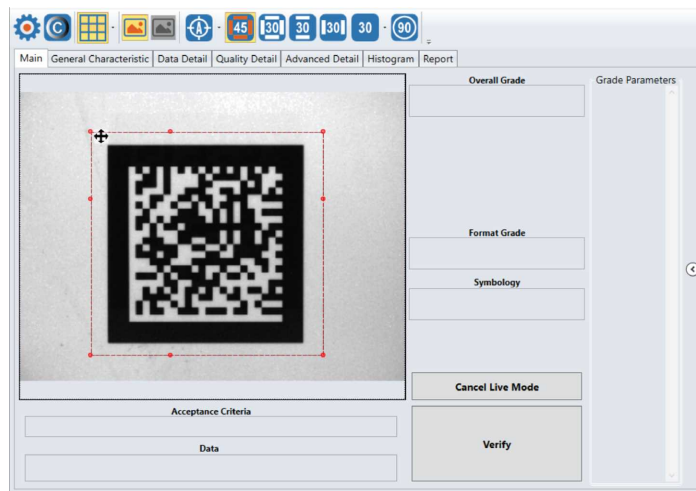 45 30 30 30 30 90
Main General Characteristic Data Detail Quality Detail Advanced Detail Histogram Report
Overall Grade Grade Parameters
Format Grade
Symbology
Cancel Live Mode
Acceptance Criteria
Verify
Data